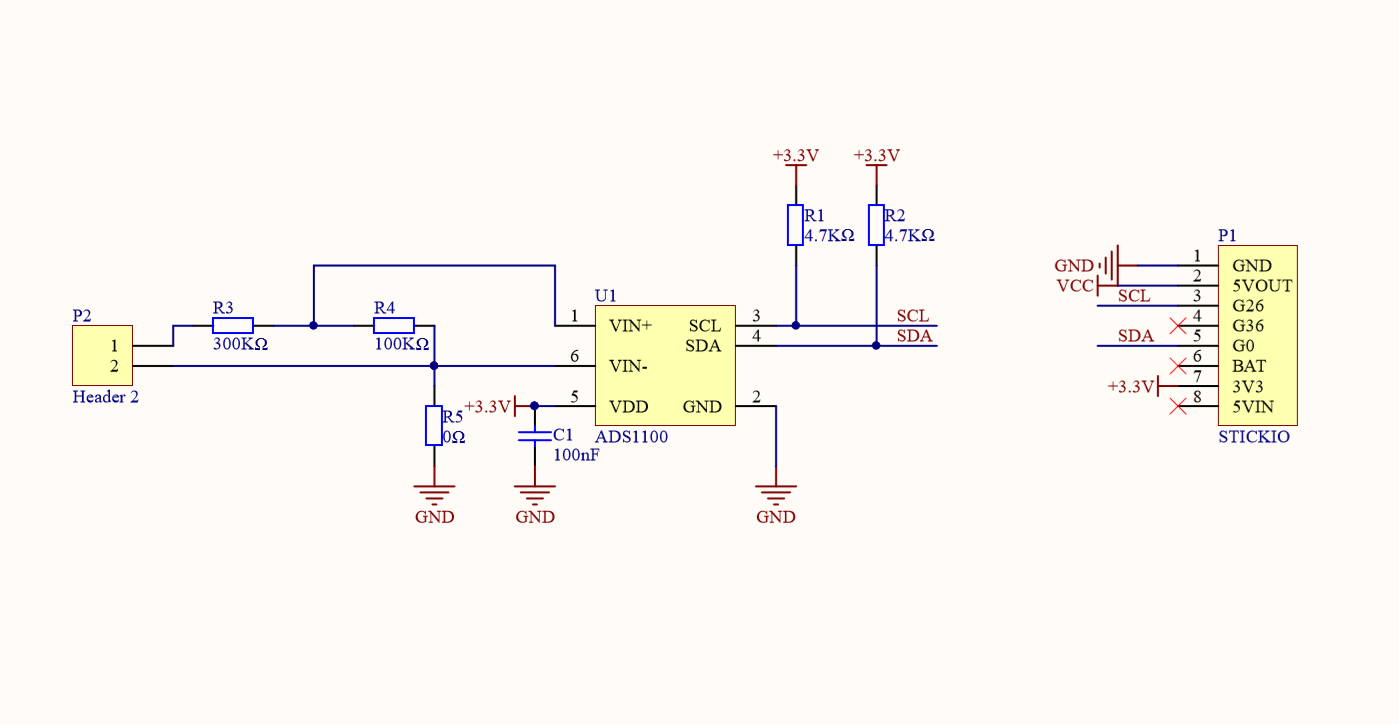 +3.3V
+3.3V
R1
4.7KΩ
R2
4.7KΩ
P2
1
2
Header 2
R3
300KΩ
R4
100KΩ
R5
0Ω
GND
+3.3V
C1
100nF
GND
U1
1
VIN+
6
VIN-
5
VDD
SCL
3
SDA
4
GND
2
ADS1100
SCL
SDA
GND
P1
GND
1
GND
VCC
2
5VOUT
SCL
3
G26
4
G36
SDA
5
G0
6
BAT
+3.3V
7
3V3
8
5VIN
STICKIO